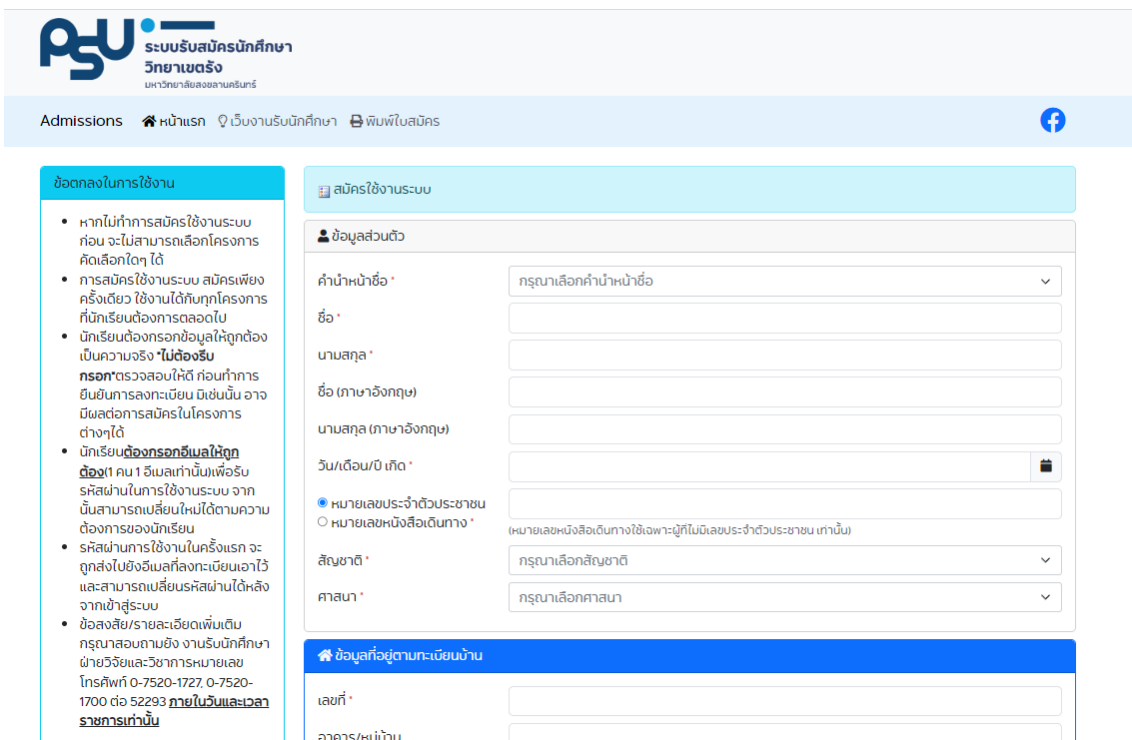 PSU
ระบบรับสมัครนักศึกษา
วิทยาเขตตรัง
มหาวิทยาลัยสงขลานครินทร์
Admissions หน้าแรก เว็บงานรับนักศึกษา พิมพ์ใบสมัคร
ข้อตกลงในการใช้งาน
หากไม่ทำการสมัครใช้งานระบบ
ก่อน จะไม่สามารถเลือกโครงการ
คัดเลือกใดๆ ได้
การสมัครใช้งานระบบ สมัครเพียง
ครั้งเดียว ใช้งานได้กับทุกโครงการ
ที่นักเรียนต้องการตลอดไป
นักเรียนต้องกรอกข้อมูลให้ถูกต้อง
เป็นความจริง "ไม่ต้องรีบ
กรอก"ตรวจสอบให้ดี ก่อนทำการ
ยืนยันการลงทะเบียน มิเช่นนั้น อาจ
มีผลต่อการสมัครในโครงการ
ต่างๆได้
นักเรียนต้องกรอกอีเมลให้ถูก
ต้อง(1 คน 1 อีเมลเท่านั้น)เพื่อรับ
รหัสผ่านในการใช้งานระบบ จาก
นั้นสามารถเปลี่ยนใหม่ได้ตามความ
ต้องการของนักเรียน
รหัสผ่านการใช้งานในครั้งแรก จะ
ถูกส่งไปยังอีเมลที่ลงทะเบียนเอาไว้
และสามารถเปลี่ยนรหัสผ่านได้หลัง
จากเข้าสู่ระบบ
ข้อสงสัย/รายละเอียดเพิ่มเติม
กรุณาสอบถามยัง งานรับนักศึกษา
ฝ่ายวิจัยและวิชาการหมายเลข
โทรศัพท์ 0-7520-1727, 0-7520-
1700 ต่อ 52293 ภายในวันและเวลา
ราชการเท่านั้น
สมัครใช้งานระบบ
ข้อมูลส่วนตัว
คำนำหน้าชื่อ * กรุณาเลือกคำนำหน้าชื่อ
ชื่อ *
นามสกุล *
ชื่อ (ภาษาอังกฤษ)
นามสกุล (ภาษาอังกฤษ)
วัน/เดือน/ปี เกิด *
หมายเลขประจำตัวประชาชน
หมายเลขหนังสือเดินทาง *
(หมายเลขหนังสือเดินทางใช้เฉพาะผู้ที่ไม่มีเลขประจำตัวประชาชน เท่านั้น)
สัญชาติ * กรุณาเลือกสัญชาติ
ศาสนา * กรุณาเลือกศาสนา
ข้อมูลที่อยู่ตามทะเบียนบ้าน
เลขที่ *
อาคาร/หมู่บ้าน